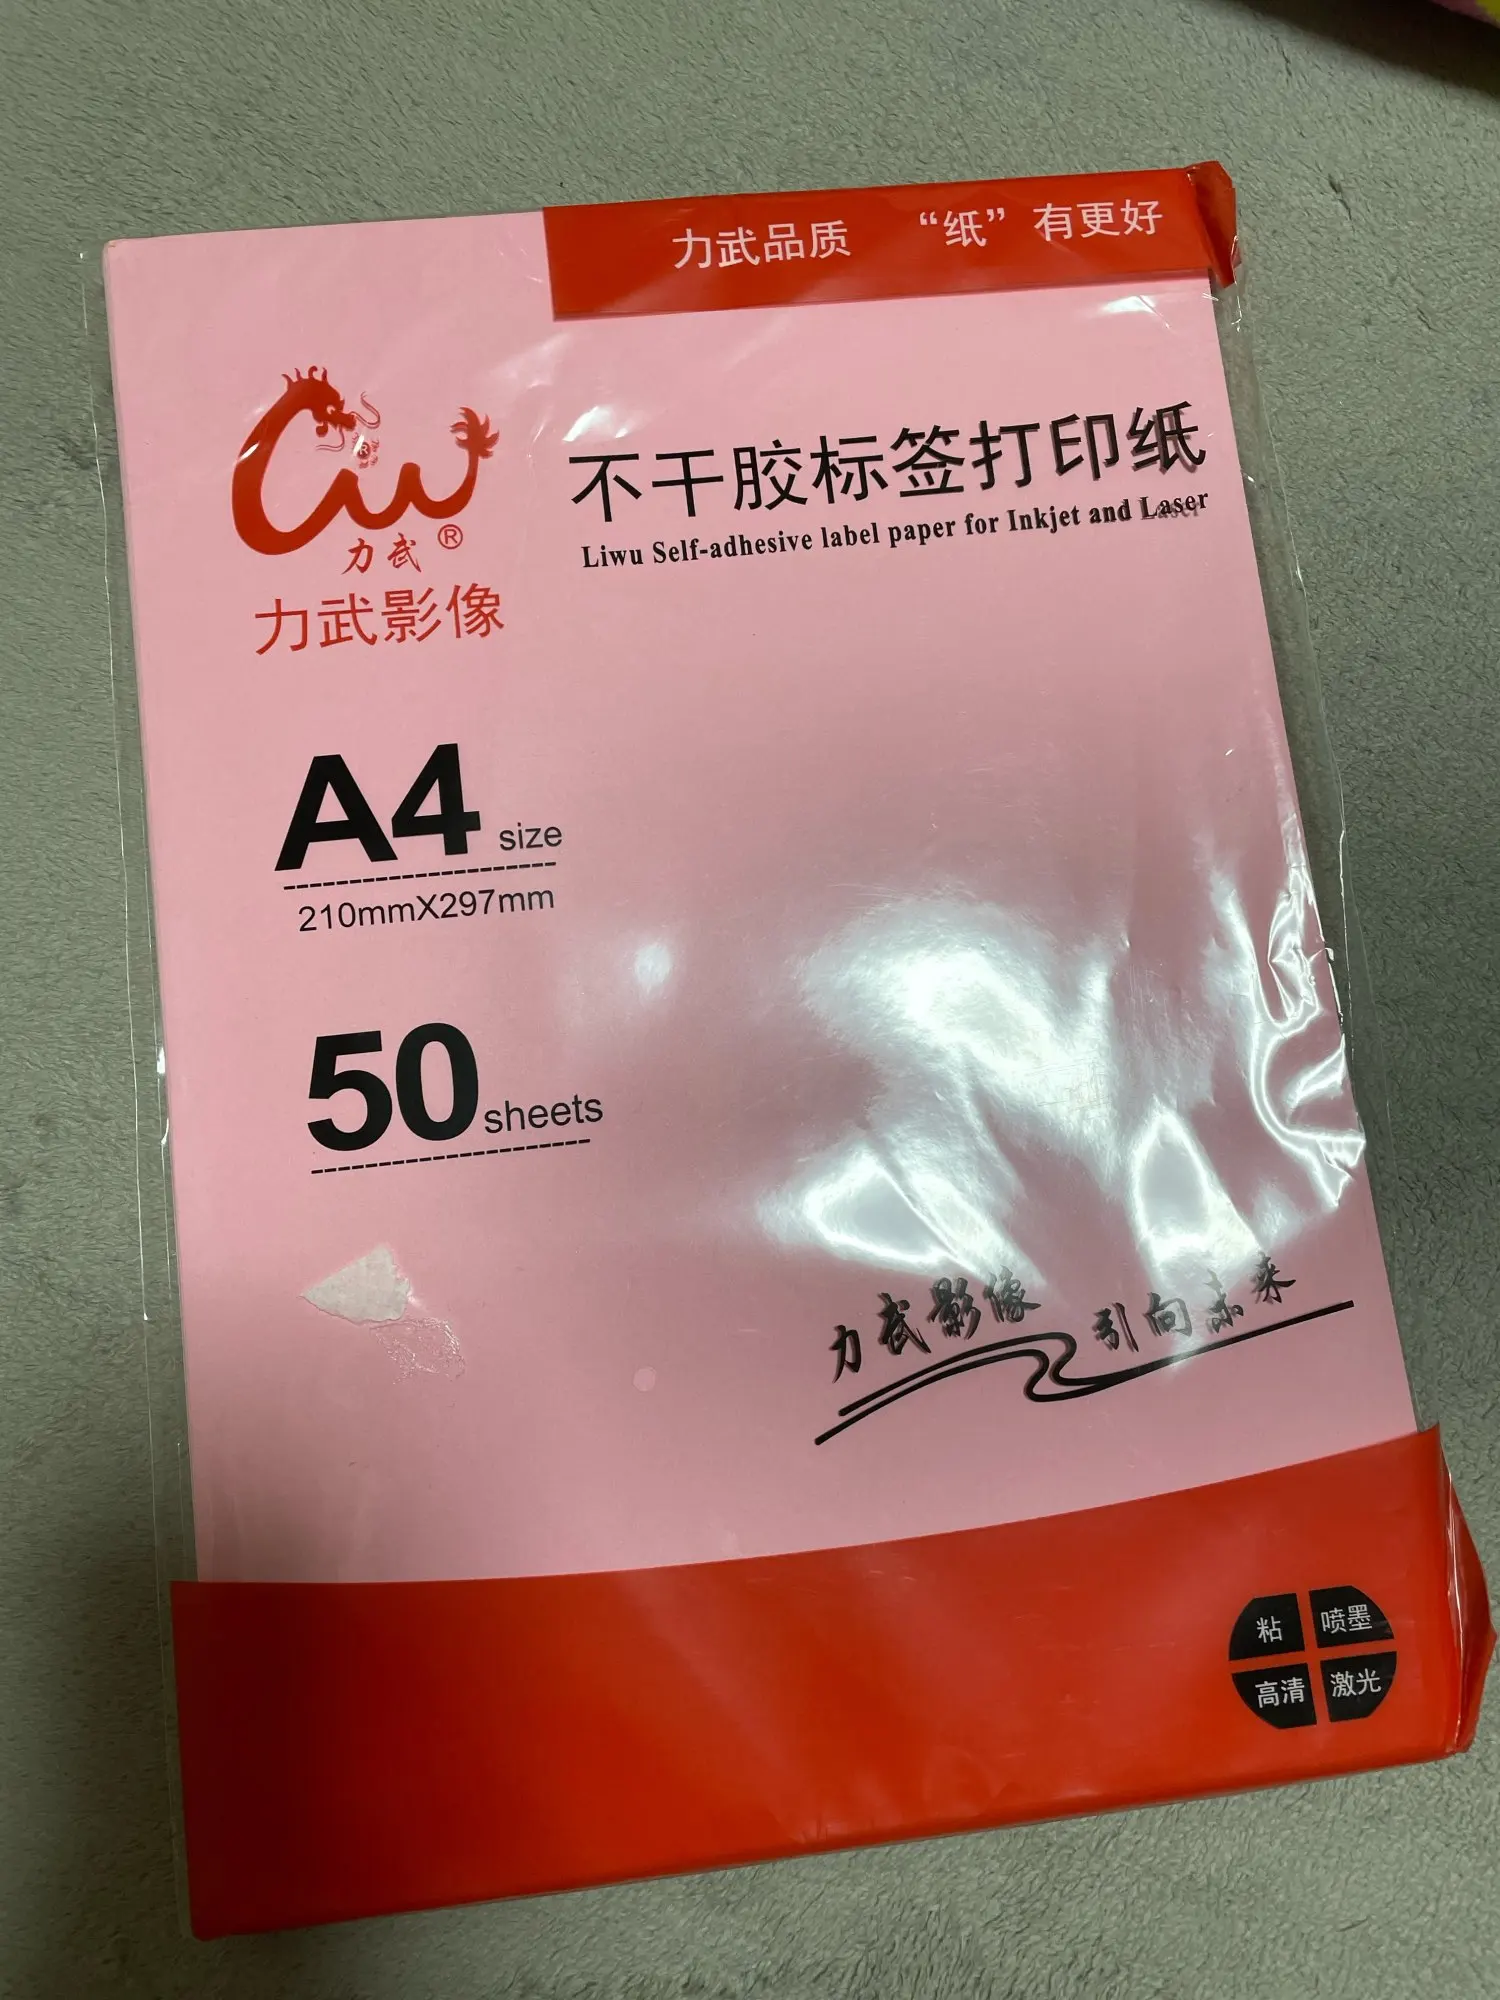 力武品质 “纸”有更好
力武®
力武影像
不干胶标签打印纸
Liwu Self-adhesive label paper for Inkjet and Laser
A4 size
210mmX297mm
50 sheets
力武影像 引向未来
粘 喷墨
高清 激光